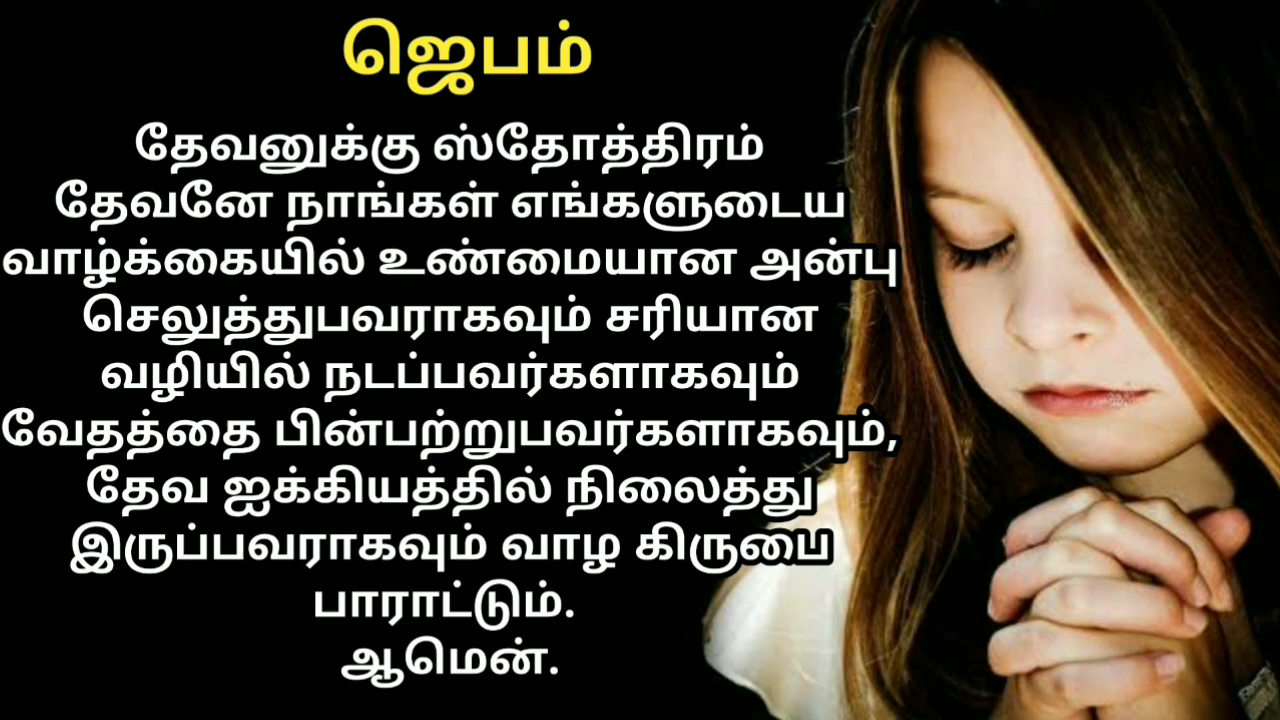 ஜெபம்
தேவனுக்கு ஸ்தோத்திரம்
தேவனே நாங்கள் எங்களுடைய
வாழ்க்கையில் உண்மையான அன்பு
செலுத்துபவராகவும் சரியான
வழியில் நடப்பவர்களாகவும்
வேதத்தை பின்பற்றுபவர்களாகவும்,
தேவ ஐக்கியத்தில் நிலைத்து
இருப்பவராகவும் வாழ கிருபை
பாராட்டும்.
ஆமென்.